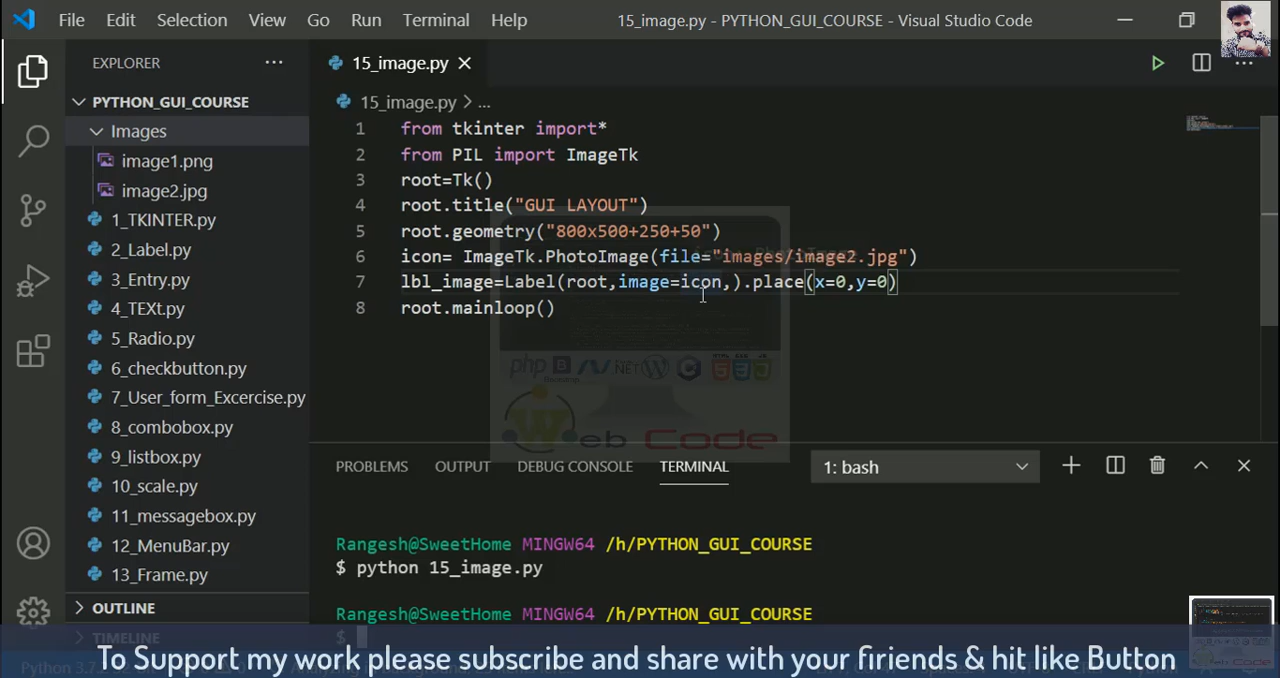 File Edit Selection View Go Run Terminal Help 15_image.py - PYTHON_GUI_COURSE - Visual Studio Code
EXPLORER
15_image.py
PYTHON_GUI_COURSE
Images
image1.png
image2.jpg
1_TKINTER.py
2_Label.py
3_Entry.py
4_TEXt.py
5_Radio.py
6_checkbutton.py
7_User_form_Excercise.py
8_combobox.py
9_listbox.py
10_scale.py
11_messagebox.py
12_MenuBar.py
13_Frame.py
OUTLINE
TIMELINE
15_image.py > ...
1 from tkinter import*
2 from PIL import ImageTk
3 root=Tk()
4 root.title("GUI LAYOUT")
5 root.geometry("800x500+250+50")
6 icon= ImageTk.PhotoImage(file="images/image2.jpg")
7 lbl_image=Label(root,image=icon,).place(x=0,y=0)
8 root.mainloop()
php B .NET C
Web Code
PROBLEMS OUTPUT DEBUG CONSOLE TERMINAL 1: bash
Rangesh@SweetHome MINGW64 /h/PYTHON_GUI_COURSE
$ python 15_image.py
Rangesh@SweetHome MINGW64 /h/PYTHON_GUI_COURSE
$
To Support my work please subscribe and share with your firiends & hit like Button